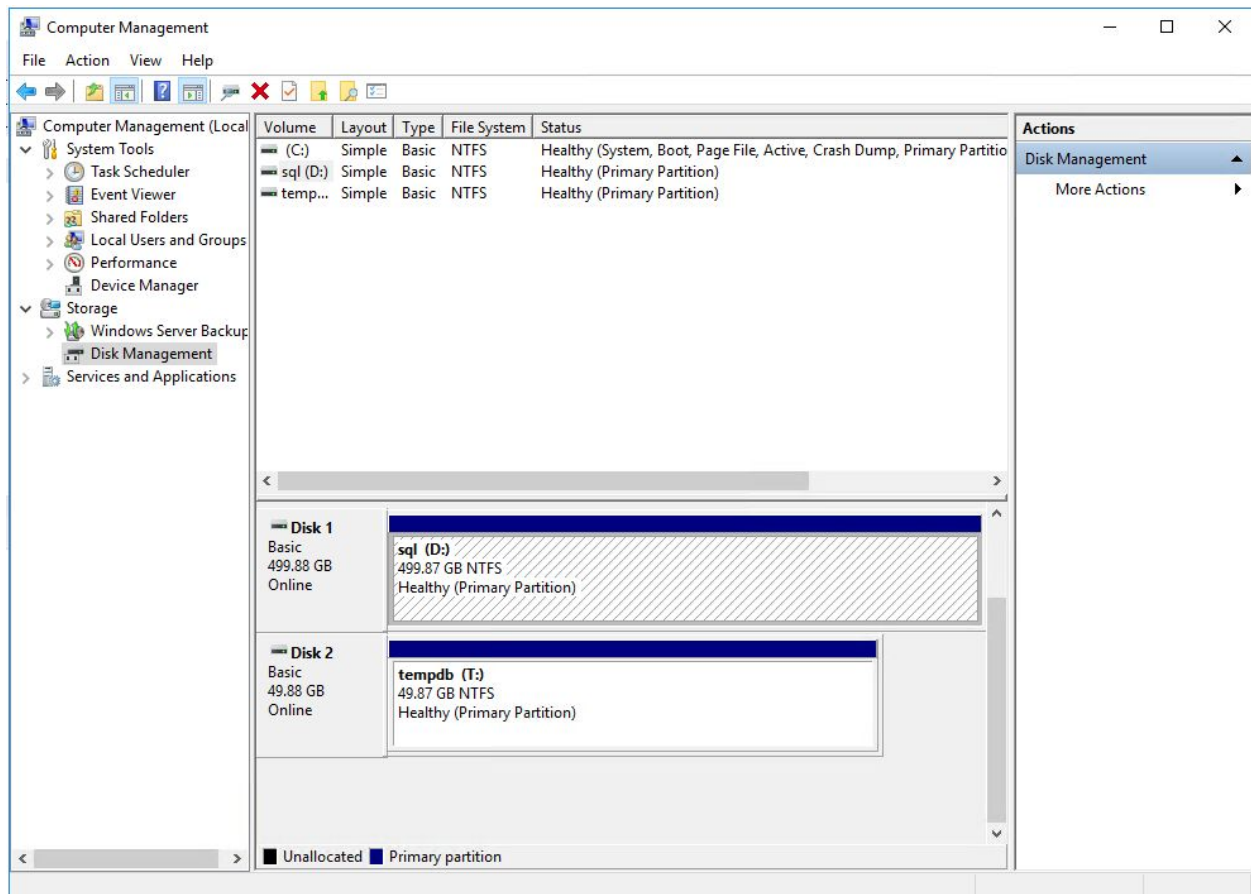 Computer Management
File Action View Help
Computer Management (Local
System Tools
Task Scheduler
Event Viewer
Shared Folders
Local Users and Groups
Performance
Device Manager
Storage
Windows Server Backup
Disk Management
Services and Applications
Volume Layout Type File System Status
(C:) Simple Basic NTFS Healthy (System, Boot, Page File, Active, Crash Dump, Primary Partitio
sql (D:) Simple Basic NTFS Healthy (Primary Partition)
temp... Simple Basic NTFS Healthy (Primary Partition)
Disk 1
Basic
499.88 GB
Online
sql (D:)
499.87 GB NTFS
Healthy (Primary Partition)
Disk 2
Basic
49.88 GB
Online
tempdb (T:)
49.87 GB NTFS
Healthy (Primary Partition)
Unallocated Primary partition
Actions
Disk Management
More Actions